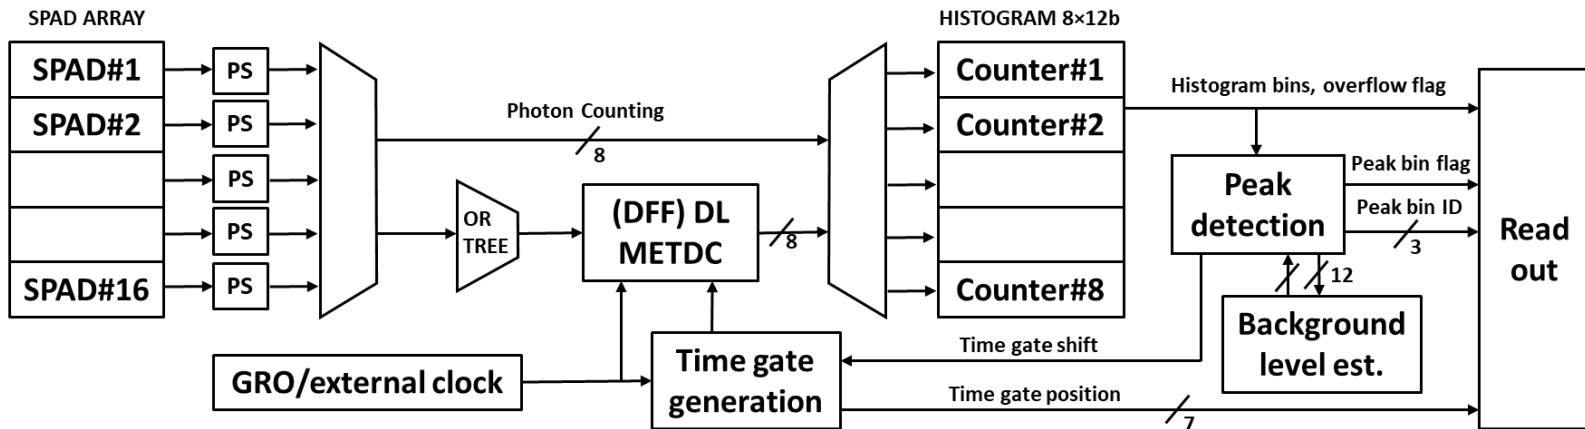 SPAD ARRAY
HISTOGRAM 8×12b
SPAD#1
PS
SPAD#2
PS
PS
PS
SPAD#16
PS
Photon Counting
8
OR
TREE
(DFF) DL
METDC
8
Counter#1
Counter#2
Counter#8
Histogram bins, overflow flag
Peak
detection
Peak bin flag
Peak bin ID
3
12
Background
level est.
Read
out
GRO/external clock
Time gate
generation
Time gate shift
Time gate position
7